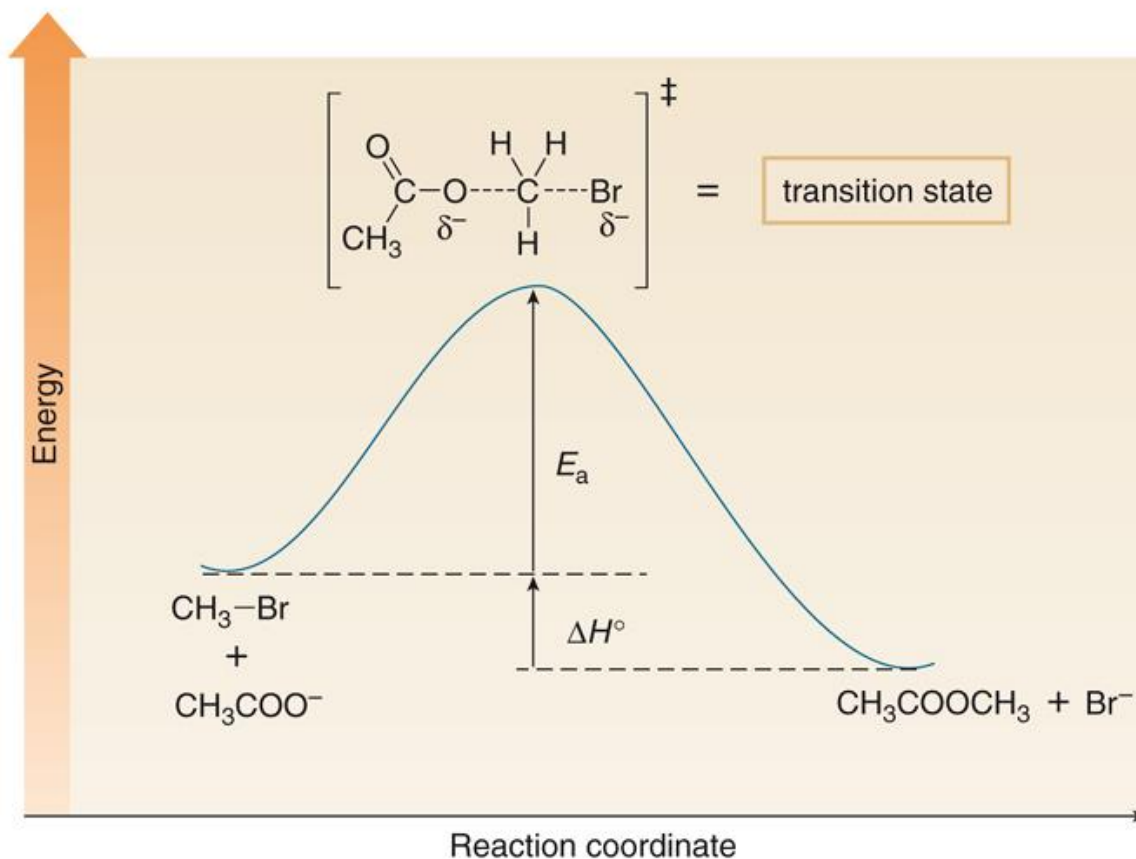 ‡
O
H H
C–O----C----Br = transition state
δ– δ–
CH₃ H
Energy
Eₐ
CH₃–Br
ΔH°
+
CH₃COO⁻
CH₃COOCH₃ + Br⁻
Reaction coordinate